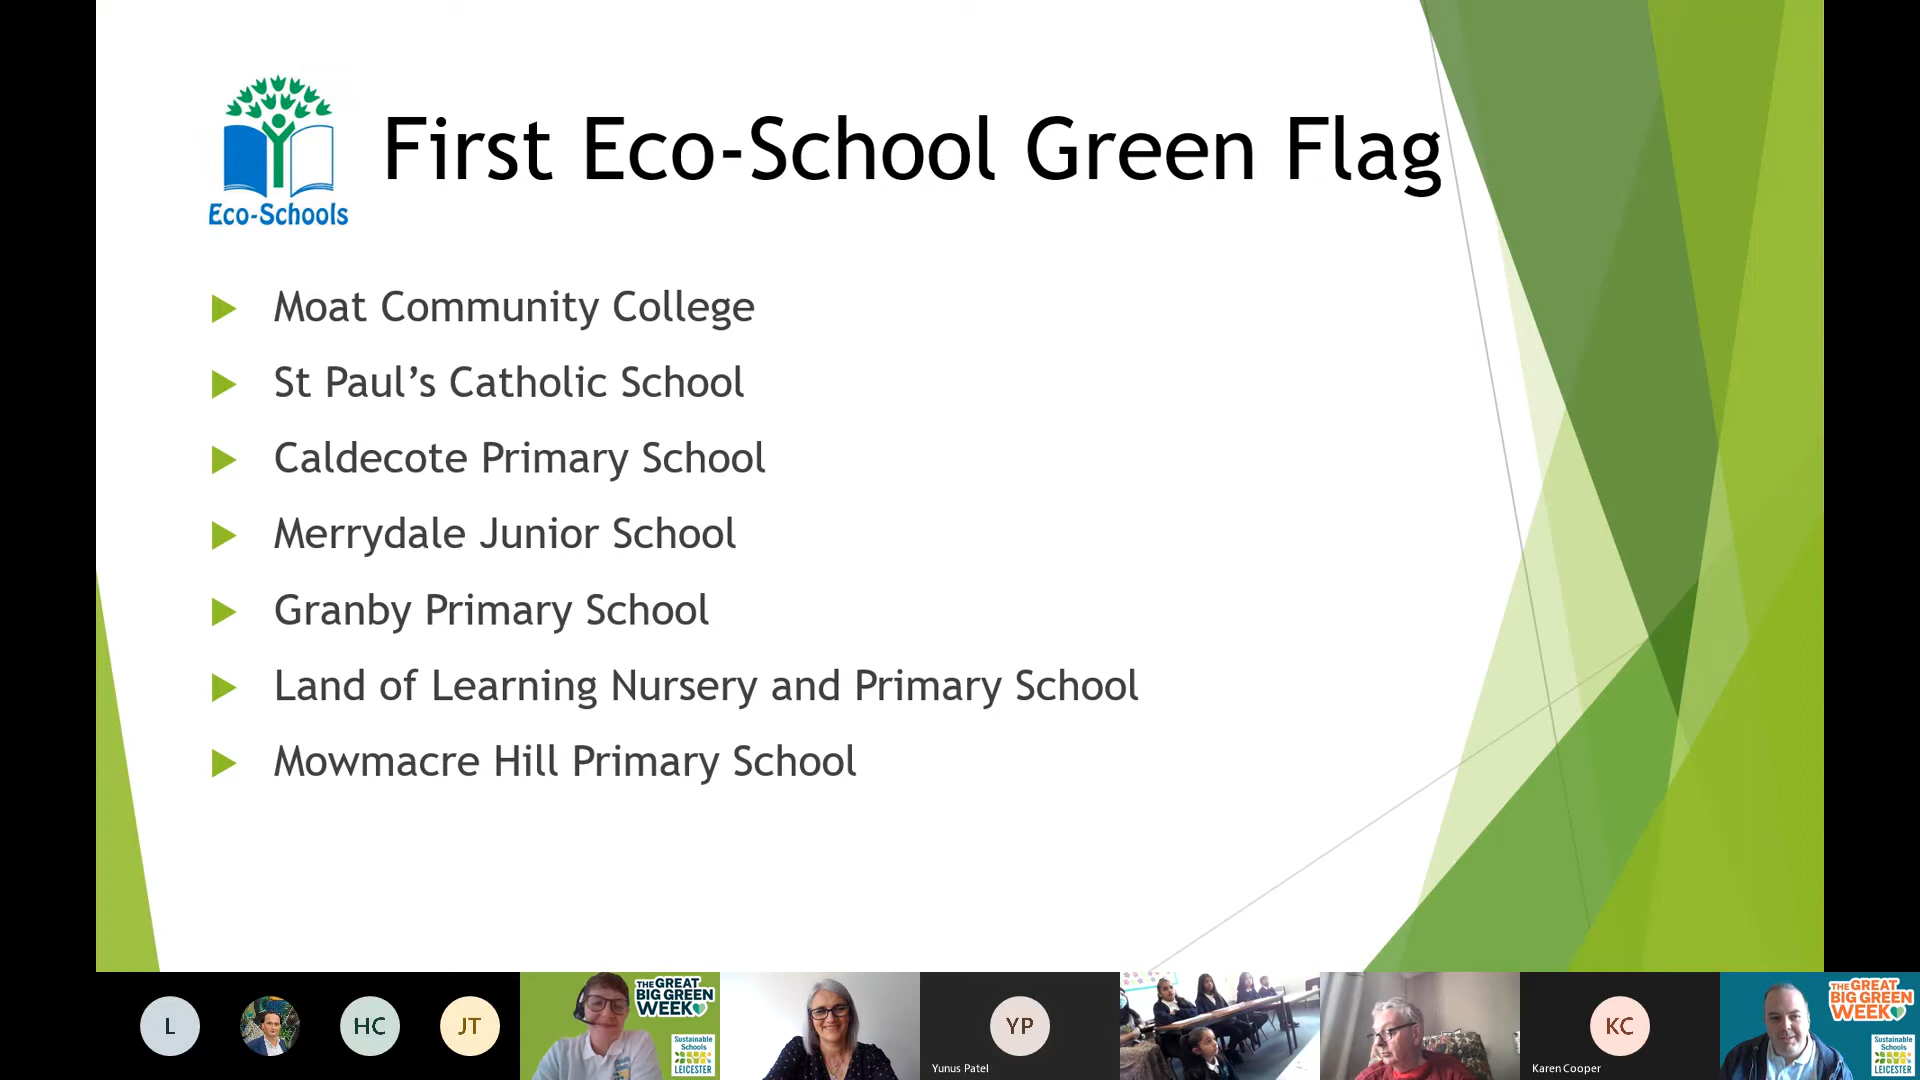 First Eco-School Green Flag
Eco-Schools
Moat Community College
St Paul’s Catholic School
Caldecote Primary School
Merrydale Junior School
Granby Primary School
Land of Learning Nursery and Primary School
Mowmacre Hill Primary School
L
HC
JT
THE GREAT
BIG GREEN
WEEK
Sustainable
Schools
LEICESTER
YP
Yunus Patel
KC
Karen Cooper
THE GREAT
BIG GREEN
WEEK
Sustainable
Schools
LEICESTER